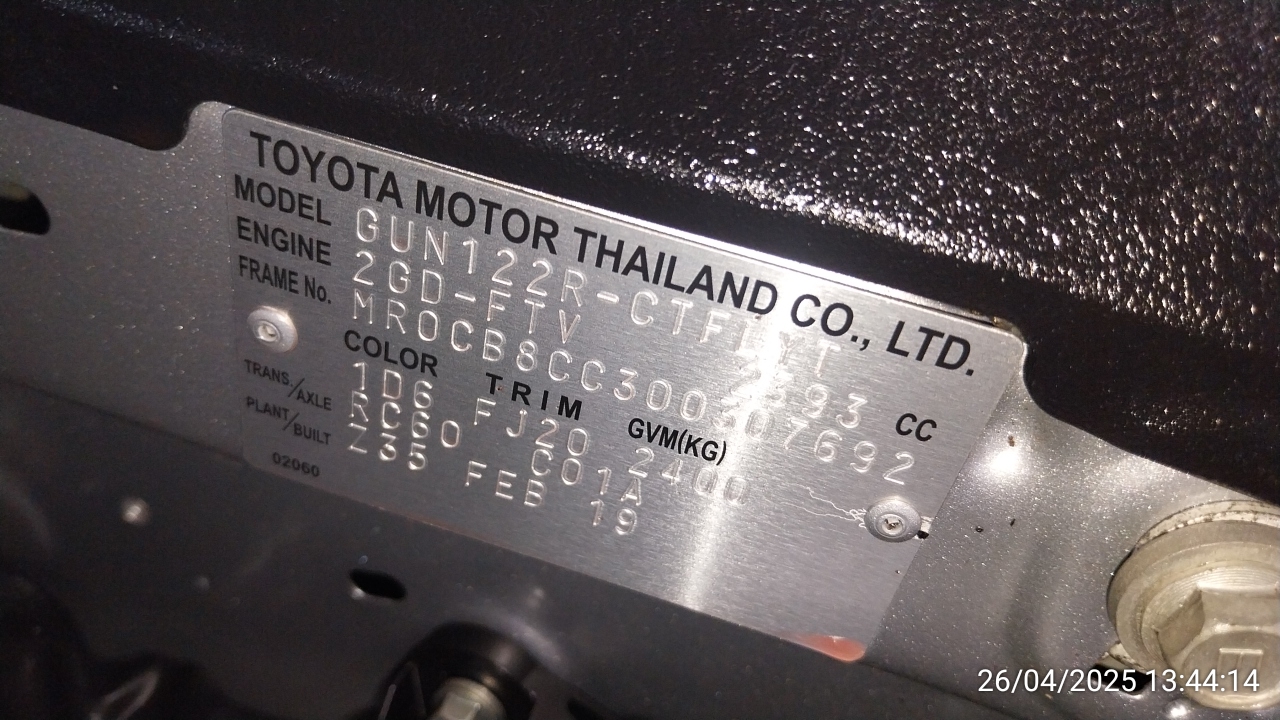 TOYOTA MOTOR THAILAND CO., LTD.
MODEL GUN122R-CTFLYT
ENGINE 2GD-FTV 2393 CC
FRAME No.
COLOR TRIM GVM(KG)
1D6 FJ20 2400
TRANS./AXLE RC60 C01A
PLANT/BUILT Z35 FEB 19
02060
26/04/2025 13:44:14